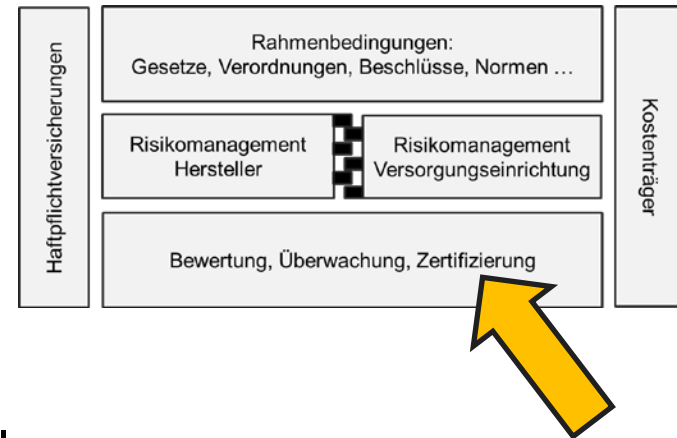 Haftpflichtversicherungen
Rahmenbedingungen:
Gesetze, Verordnungen, Beschlüsse, Normen ...
Risikomanagement
Hersteller
Risikomanagement
Versorgungseinrichtung
Bewertung, Überwachung, Zertifizierung
Kostenträger